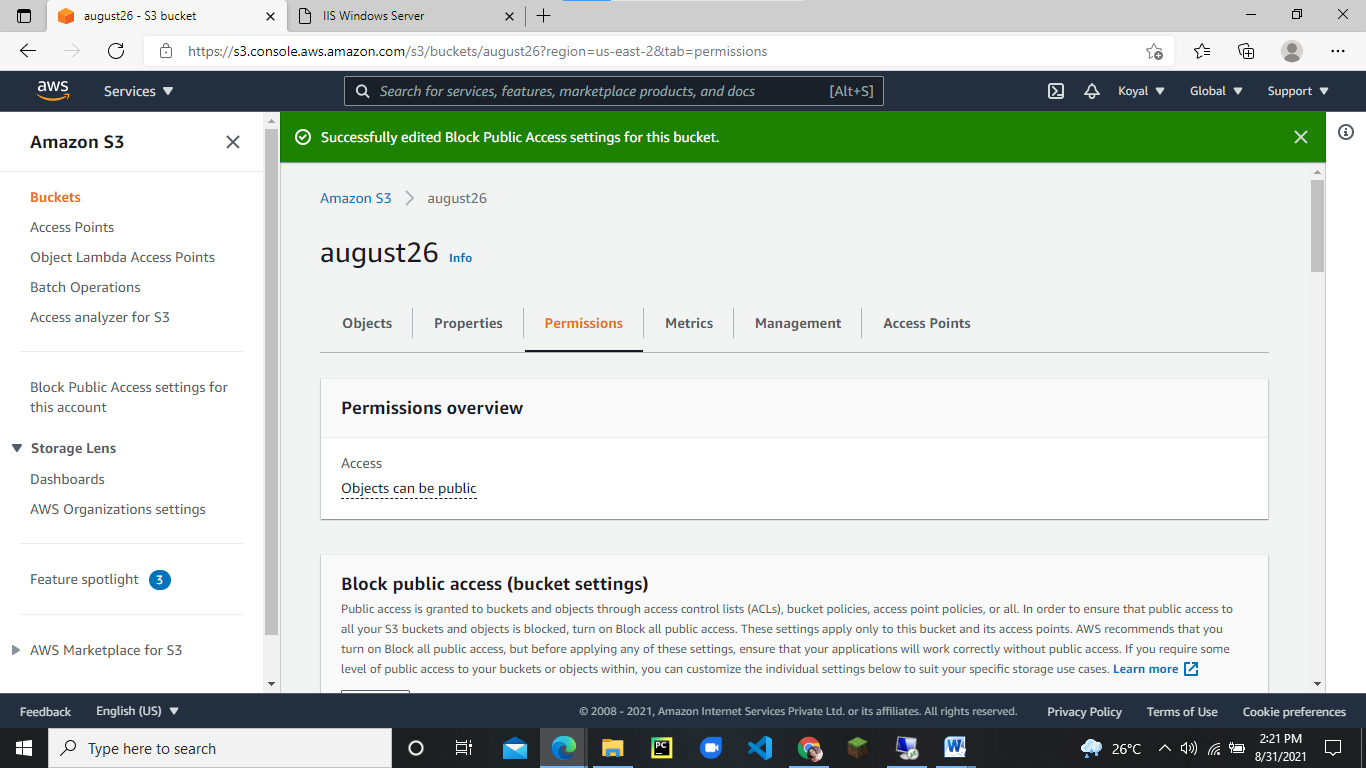 august26 - S3 bucket
IIS Windows Server
https://s3.console.aws.amazon.com/s3/buckets/august26?region=us-east-2&tab=permissions
aws
Services
Search for services, features, marketplace products, and docs
[Alt+S]
Koyal
Global
Support
Amazon S3
Buckets
Access Points
Object Lambda Access Points
Batch Operations
Access analyzer for S3
Block Public Access settings for
this account
Storage Lens
Dashboards
AWS Organizations settings
Feature spotlight 3
AWS Marketplace for S3
Successfully edited Block Public Access settings for this bucket.
Amazon S3
august26
august26 Info
Objects
Properties
Permissions
Metrics
Management
Access Points
Permissions overview
Access
Objects can be public
Block public access (bucket settings)
Public access is granted to buckets and objects through access control lists (ACLs), bucket policies, access point policies, or all. In order to ensure that public access to
all your S3 buckets and objects is blocked, turn on Block all public access. These settings apply only to this bucket and its access points. AWS recommends that you
turn on Block all public access, but before applying any of these settings, ensure that your applications will work correctly without public access. If you require some
level of public access to your buckets or objects within, you can customize the individual settings below to suit your specific storage use cases. Learn more
Feedback
English (US)
© 2008 - 2021, Amazon Internet Services Private Ltd. or its affiliates. All rights reserved.
Privacy Policy
Terms of Use
Cookie preferences
Type here to search
PC
W
26°C
2:21 PM
8/31/2021